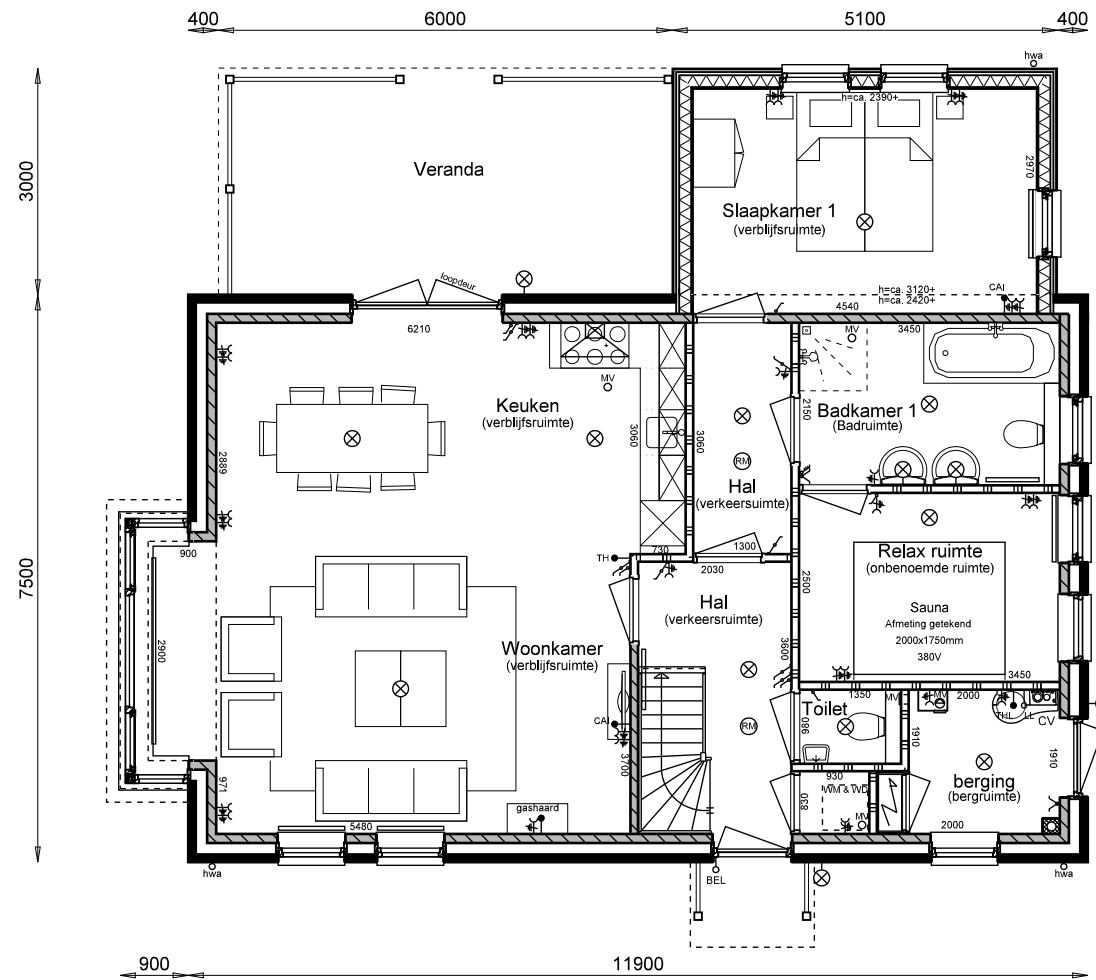 400
6000
5100
400
hwa
h=ca. 2390+
3000
Veranda
2970
Slaapkamer 1
(verblijfsruimte)
loopdeur
CAI
h=ca. 3120+
h=ca. 2420+
4540
6210
MV
3450
MV
Keuken
(verblijfsruimte)
2150
Badkamer 1
(Badruimte)
3060
3060
2889
RM
Hal
(verkeersuimte)
900
TH
730
1300
2030
Relax ruimte
(onbenoemde ruimte)
7500
2500
Hal
(verkeersruimte)
Sauna
Afmeting getekend
2000x1750mm
380V
2900
Woonkamer
(verblijfsruimte)
3600
3450
1350
MV
MV
2000
Toilet
THL
LL
CV
CAI
RM
980
1910
1910
3700
971
930
WM & WD
berging
(bergruimte)
830
gashaard
MV
5480
2000
hwa
BEL
hwa
900
11900